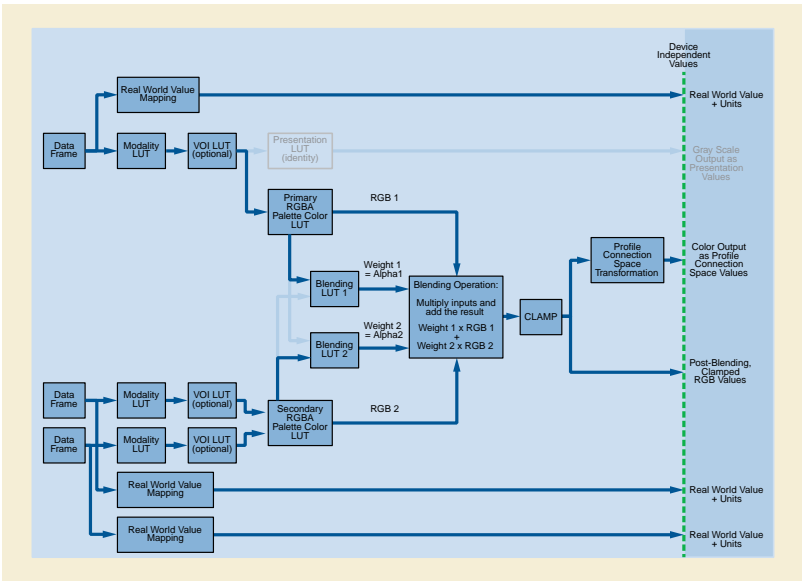 Device
Independent
Values
Real World Value
Mapping
Real World Value
+ Units
Data
Frame
Modality
LUT
VOI LUT
(optional)
Presentation
LUT
(identity)
Gray Scale
Output as
Presentation
Values
Primary
RGBA
Palette Color
LUT
RGB 1
Profile
Connection
Space
Transformation
Color Output
as Profile
Connection
Space Values
Weight 1
= Alpha1
Blending
LUT 1
Blending Operation:
Multiply inputs and
add the result
Weight 1 x RGB 1
+
Weight 2 x RGB 2
CLAMP
Weight 2
= Alpha2
Blending
LUT 2
Post-Blending,
Clamped
RGB Values
Data
Frame
Modality
LUT
VOI LUT
(optional)
Secondary
RGBA
Palette Color
LUT
RGB 2
Data
Frame
Modality
LUT
VOI LUT
(optional)
Real World Value
Mapping
Real World Value
+ Units
Real World Value
Mapping
Real World Value
+ Units